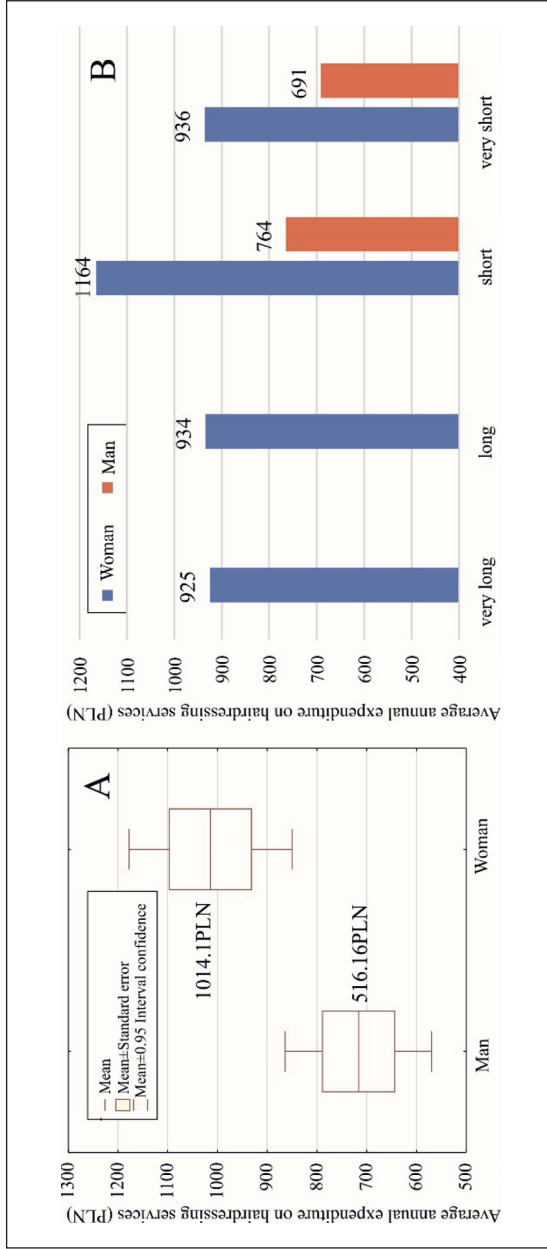 A
Average annual expenditure on hairdressing services (PLN)
1300
1200
1100
1000
900
800
700
600
500
Mean
Mean±Standard error
Mean±0.95 Interval confidence
1014.1PLN
516.16PLN
Man
Woman
B
Average annual expenditure on hairdressing services (PLN)
1200
1100
1000
900
800
700
600
500
400
Woman
Man
925
934
1164
764
936
691
very long
long
short
very short